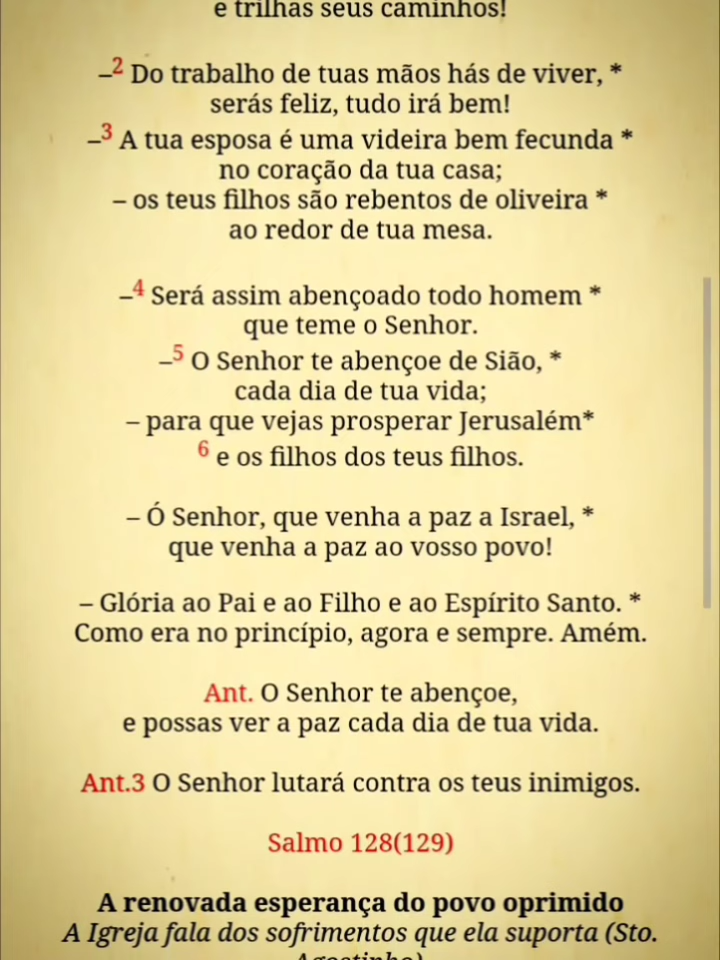 e trilhas seus caminhos!
–2 Do trabalho de tuas mãos hás de viver, *
serás feliz, tudo irá bem!
–3 A tua esposa é uma videira bem fecunda *
no coração da tua casa;
– os teus filhos são rebentos de oliveira *
ao redor de tua mesa.
–4 Será assim abençoado todo homem *
que teme o Senhor.
–5 O Senhor te abençoe de Sião, *
cada dia de tua vida;
– para que vejas prosperar Jerusalém*
6 e os filhos dos teus filhos.
– Ó Senhor, que venha a paz a Israel, *
que venha a paz ao vosso povo!
– Glória ao Pai e ao Filho e ao Espírito Santo. *
Como era no princípio, agora e sempre. Amém.
Ant. O Senhor te abençoe,
e possas ver a paz cada dia de tua vida.
Ant.3 O Senhor lutará contra os teus inimigos.
Salmo 128(129)
A renovada esperança do povo oprimido
A Igreja fala dos sofrimentos que ela suporta (Sto.
Agostinho)